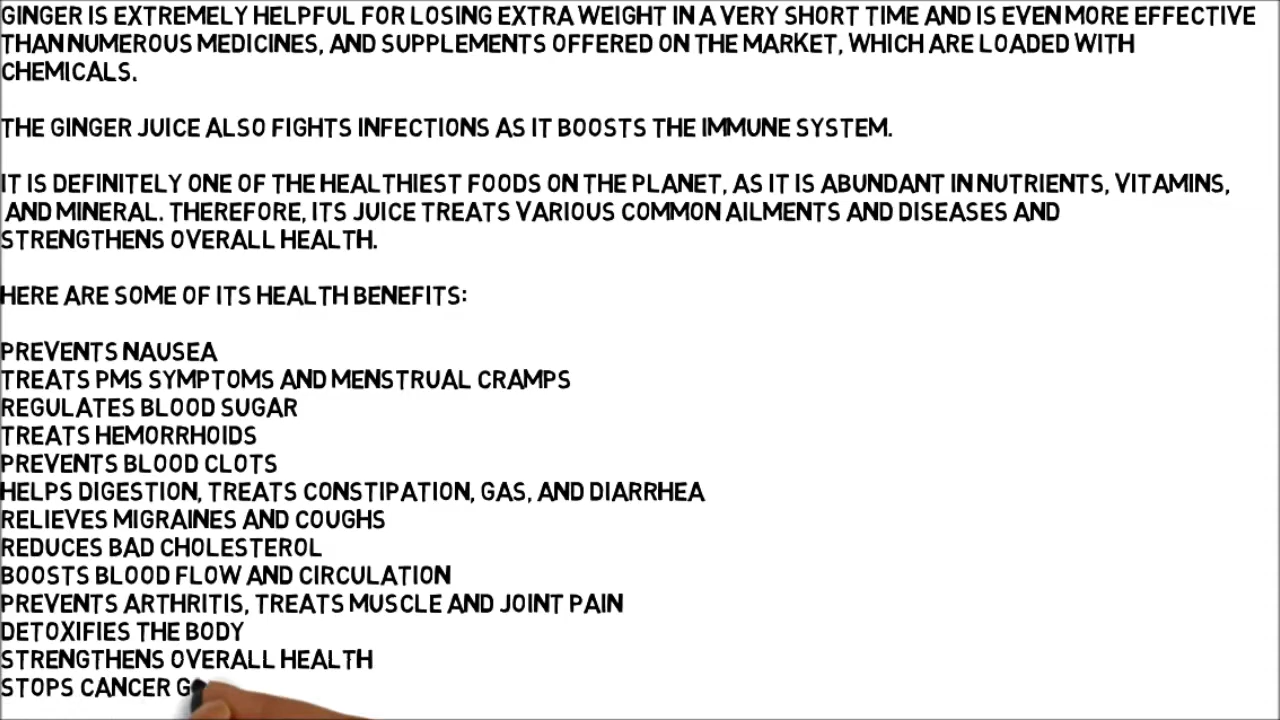 GINGER IS EXTREMELY HELPFUL FOR LOSING EXTRA WEIGHT IN A VERY SHORT TIME AND IS EVEN MORE EFFECTIVE
THAN NUMEROUS MEDICINES, AND SUPPLEMENTS OFFERED ON THE MARKET, WHICH ARE LOADED WITH
CHEMICALS.
THE GINGER JUICE ALSO FIGHTS INFECTIONS AS IT BOOSTS THE IMMUNE SYSTEM.
IT IS DEFINITELY ONE OF THE HEALTHIEST FOODS ON THE PLANET, AS IT IS ABUNDANT IN NUTRIENTS, VITAMINS,
AND MINERAL. THEREFORE, ITS JUICE TREATS VARIOUS COMMON AILMENTS AND DISEASES AND
STRENGTHENS OVERALL HEALTH.
HERE ARE SOME OF ITS HEALTH BENEFITS:
PREVENTS NAUSEA
TREATS PMS SYMPTOMS AND MENSTRUAL CRAMPS
REGULATES BLOOD SUGAR
TREATS HEMORRHOIDS
PREVENTS BLOOD CLOTS
HELPS DIGESTION, TREATS CONSTIPATION, GAS, AND DIARRHEA
RELIEVES MIGRAINES AND COUGHS
REDUCES BAD CHOLESTEROL
BOOSTS BLOOD FLOW AND CIRCULATION
PREVENTS ARTHRITIS, TREATS MUSCLE AND JOINT PAIN
DETOXIFIES THE BODY
STRENGTHENS OVERALL HEALTH
STOPS CANCER G